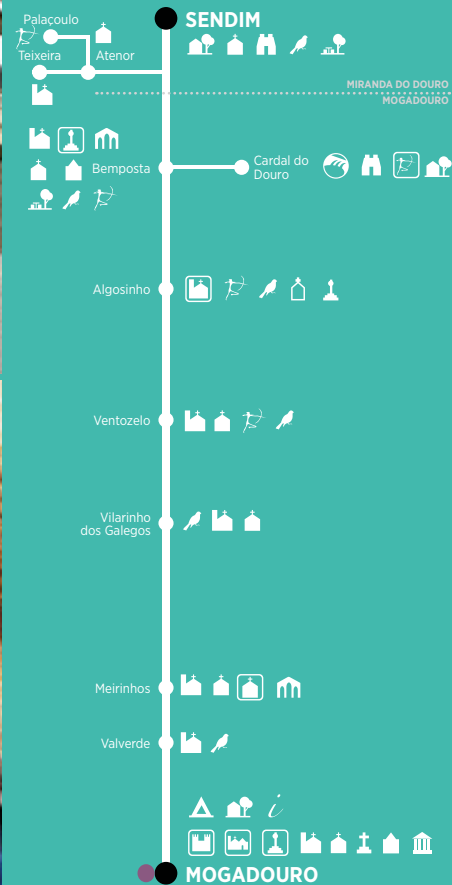 SENDIM
Palaçoulo
Teixeira
Atenor
MIRANDA DO DOURO
MOGADOURO
Bemposta
Cardal do
Douro
Algosinho
Ventozelo
Vilarinho
dos Galegos
Meirinhos
Valverde
i
MOGADOURO